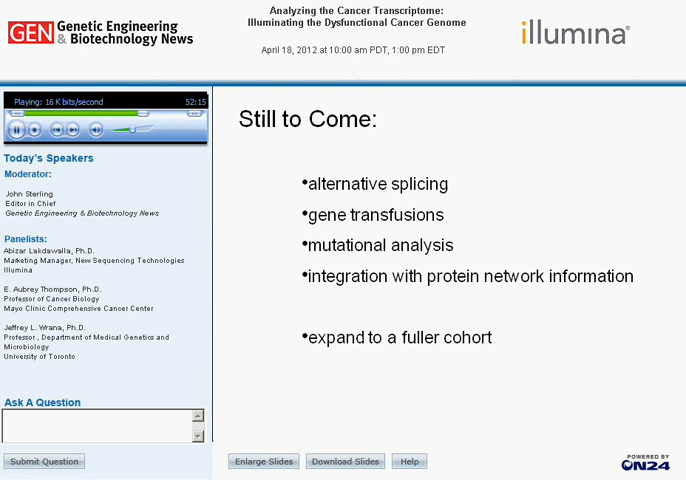 GEN Genetic Engineering
& Biotechnology News
Analyzing the Cancer Transcriptome:
Illuminating the Dysfunctional Cancer Genome
April 18, 2012 at 10:00 am PDT, 1:00 pm EDT
illumina®
Playing: 16 K bits/second 52:15
Today's Speakers
Moderator:
John Sterling
Editor in Chief
Genetic Engineering & Biotechnology News
Panelists:
Abizar Lakdawalla, Ph.D.
Marketing Manager, New Sequencing Technologies
Illumina
E. Aubrey Thompson, Ph.D.
Professor of Cancer Biology
Mayo Clinic Comprehensive Cancer Center
Jeffrey L. Wrana, Ph.D.
Professor , Department of Medical Genetics and
Microbiology
University of Toronto
Ask A Question
Submit Question
Still to Come:
•alternative splicing
•gene transfusions
•mutational analysis
•integration with protein network information
•expand to a fuller cohort
Enlarge Slides Download Slides Help
POWERED BY
ON24